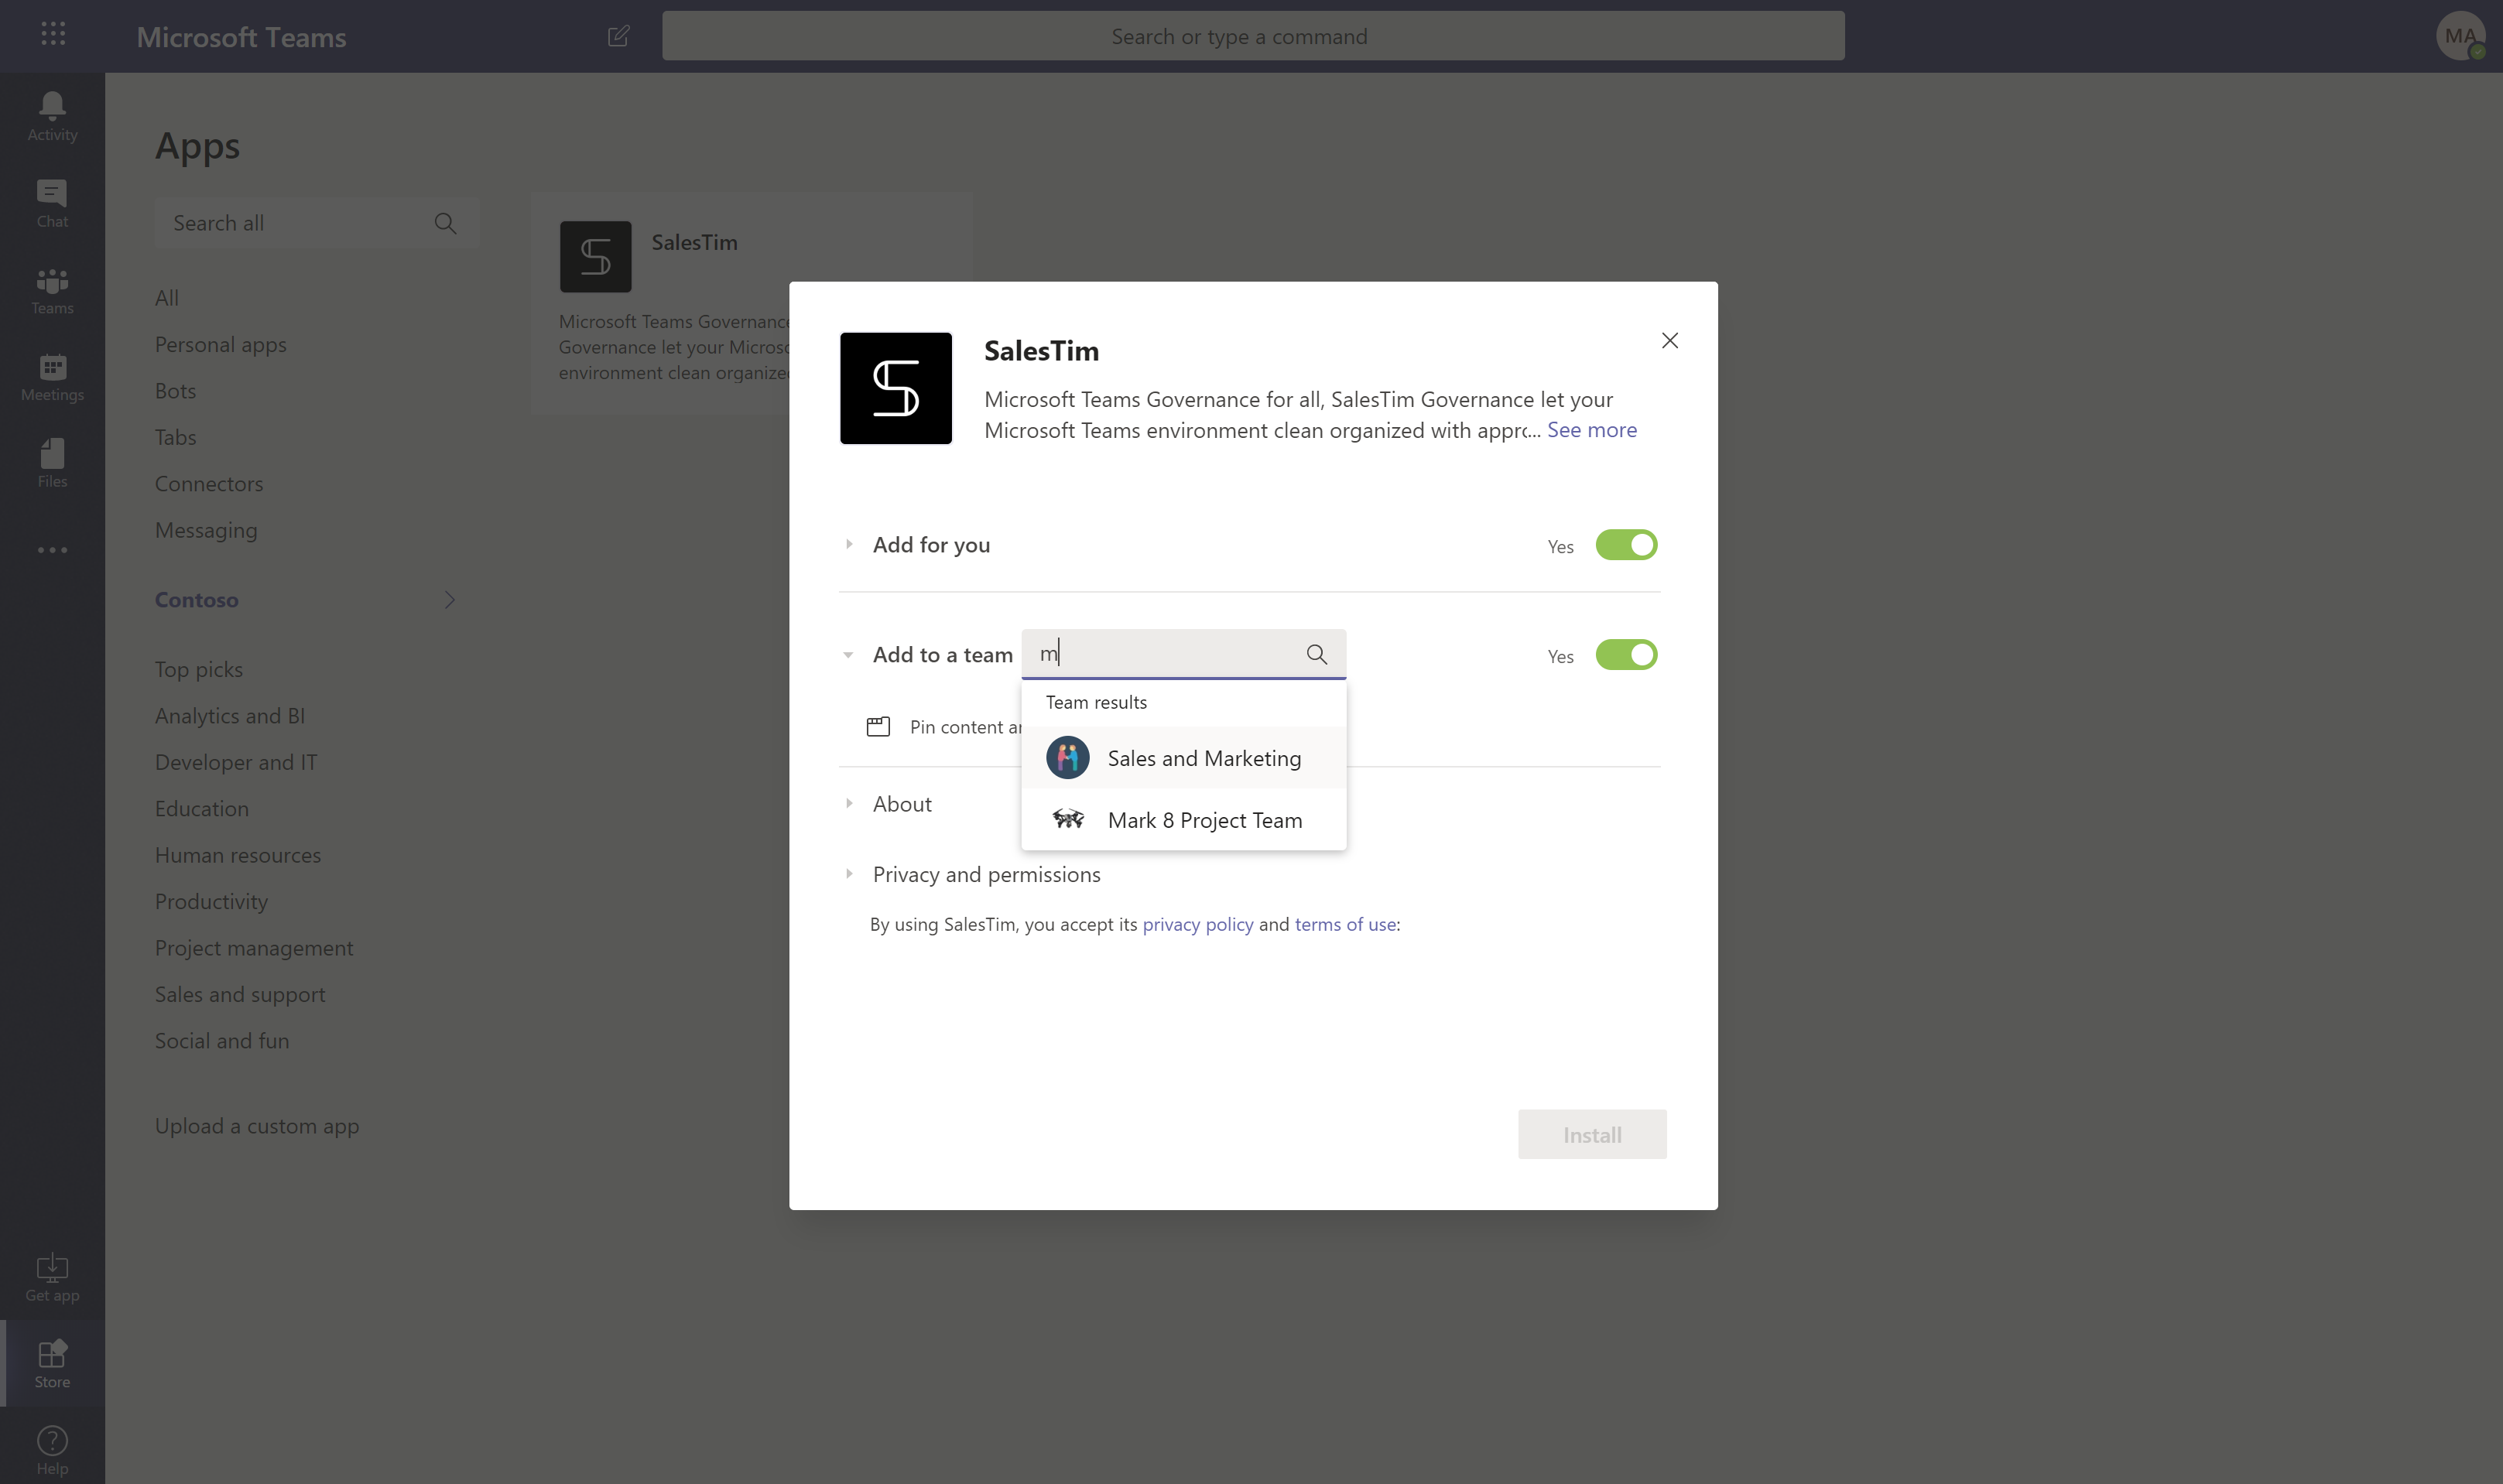 Microsoft Teams
Search or type a command
MA
Activity
Chat
Teams
Meetings
Files
Get app
Store
Help
Apps
Search all
All
Personal apps
Bots
Tabs
Connectors
Messaging
Contoso
Top picks
Analytics and BI
Developer and IT
Education
Human resources
Productivity
Project management
Sales and support
Social and fun
Upload a custom app
SalesTim
Microsoft Teams Governance
Governance let your Microso
environment clean organized
SalesTim
Microsoft Teams Governance for all, SalesTim Governance let your
Microsoft Teams environment clean organized with appro... See more
Add for you
Yes
Add to a team
m
Yes
Pin content an
Team results
Sales and Marketing
Mark 8 Project Team
About
Privacy and permissions
By using SalesTim, you accept its privacy policy and terms of use:
Install